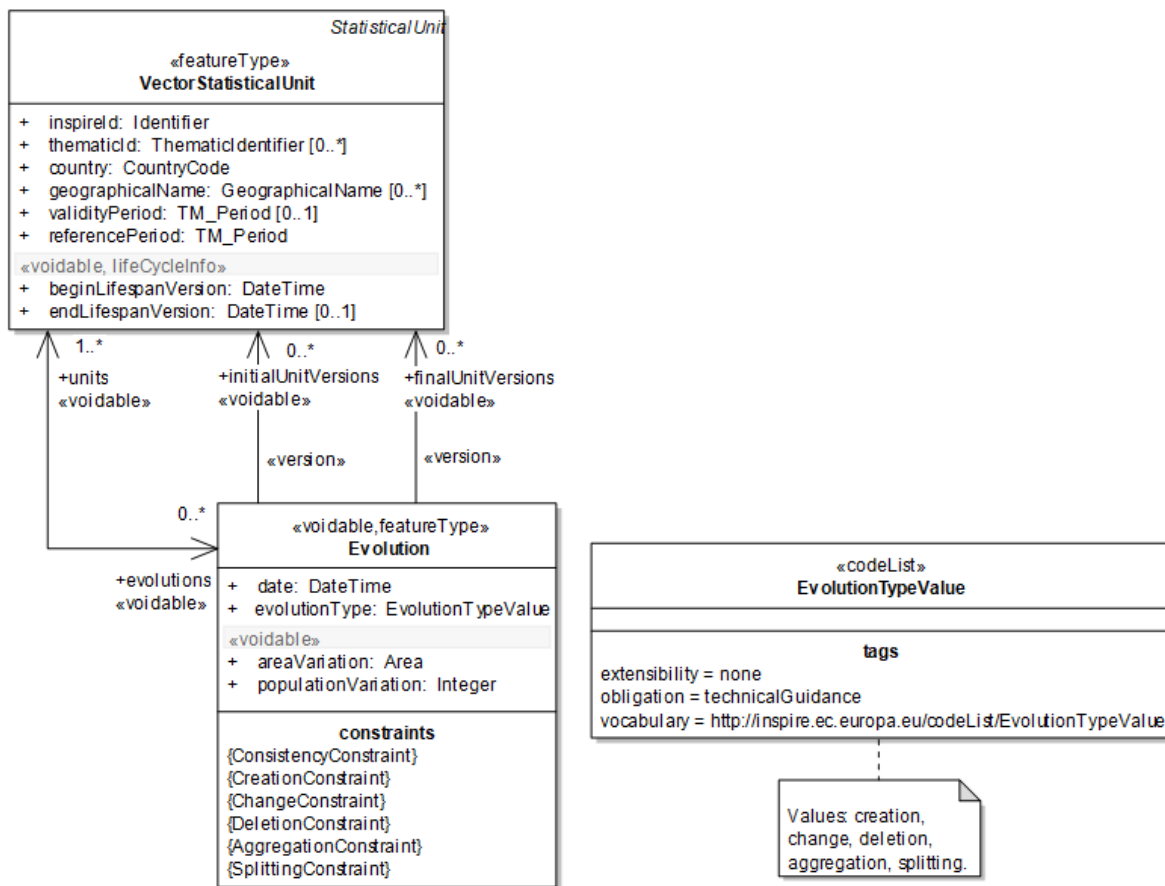 StatisticalUnit
«featureType»
VectorStatisticalUnit
+ inspireId: Identifier
+ thematicId: ThematicIdentifier [0..*]
+ country: CountryCode
+ geographicalName: GeographicalName [0..*]
+ validityPeriod: TM_Period [0..1]
+ referencePeriod: TM_Period
«voidable, lifeCycleInfo»
+ beginLifespanVersion: DateTime
+ endLifespanVersion: DateTime [0..1]
1..*
0..*
0..*
+units
«voidable»
+initialUnitVersions
«voidable»
+finalUnitVersions
«voidable»
«version»
«version»
0..*
+evolutions
«voidable»
«voidable,featureType»
Evolution
+ date: DateTime
+ evolutionType: EvolutionTypeValue
«voidable»
+ areaVariation: Area
+ populationVariation: Integer
constraints
{ConsistencyConstraint}
{CreationConstraint}
{ChangeConstraint}
{DeletionConstraint}
{AggregationConstraint}
{SplittingConstraint}
«codeList»
EvolutionTypeValue
tags
extensibility = none
obligation = technicalGuidance
vocabulary = http://inspire.ec.europa.eu/codeList/EvolutionTypeValue
Values: creation,
change, deletion,
aggregation, splitting.